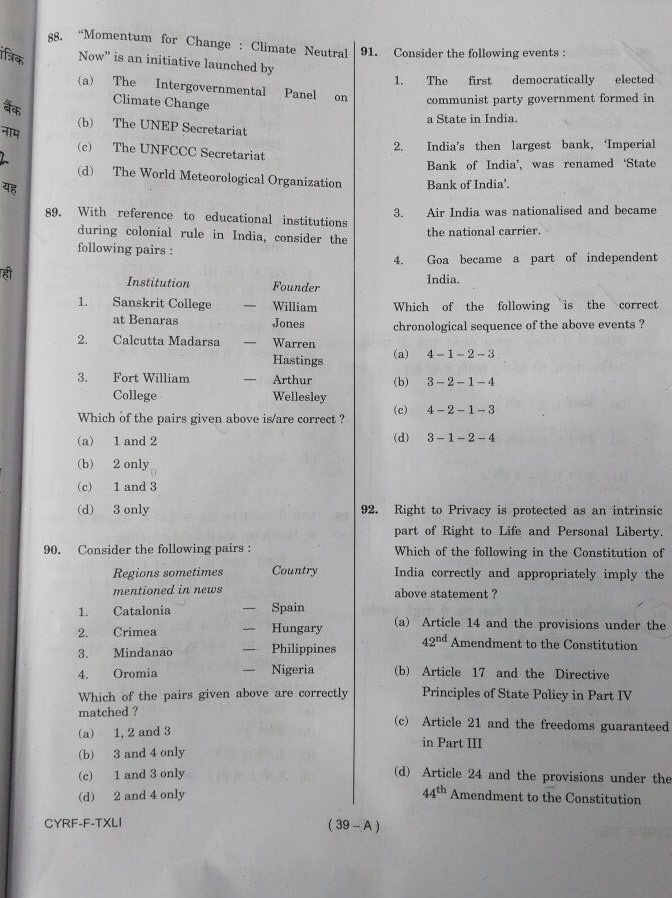 ांत्रिक
बैंक
नाम
यह
ही
88. "Momentum for Change : Climate Neutral
Now" is an initiative launched by
(a) The Intergovernmental Panel on
Climate Change
(b) The UNEP Secretariat
(c) The UNFCCC Secretariat
(d) The World Meteorological Organization
89. With reference to educational institutions
during colonial rule in India, consider the
following pairs :
Institution Founder
1. Sanskrit College — William
at Benaras Jones
2. Calcutta Madarsa — Warren
Hastings
3. Fort William — Arthur
College Wellesley
Which of the pairs given above is/are correct ?
(a) 1 and 2
(b) 2 only
(c) 1 and 3
(d) 3 only
90. Consider the following pairs :
Regions sometimes Country
mentioned in news
1. Catalonia — Spain
2. Crimea — Hungary
3. Mindanao — Philippines
4. Oromia — Nigeria
Which of the pairs given above are correctly
matched ?
(a) 1, 2 and 3
(b) 3 and 4 only
(c) 1 and 3 only
(d) 2 and 4 only
91. Consider the following events :
1. The first democratically elected
communist party government formed in
a State in India.
2. India's then largest bank, 'Imperial
Bank of India', was renamed 'State
Bank of India'.
3. Air India was nationalised and became
the national carrier.
4. Goa became a part of independent
India.
Which of the following is the correct
chronological sequence of the above events ?
(a) 4 – 1 – 2 – 3
(b) 3 – 2 – 1 – 4
(c) 4 – 2 – 1 – 3
(d) 3 – 1 – 2 – 4
92. Right to Privacy is protected as an intrinsic
part of Right to Life and Personal Liberty.
Which of the following in the Constitution of
India correctly and appropriately imply the
above statement ?
(a) Article 14 and the provisions under the
42nd Amendment to the Constitution
(b) Article 17 and the Directive
Principles of State Policy in Part IV
(c) Article 21 and the freedoms guaranteed
in Part III
(d) Article 24 and the provisions under the
44th Amendment to the Constitution
CYRF-F-TXLI ( 39 – A )